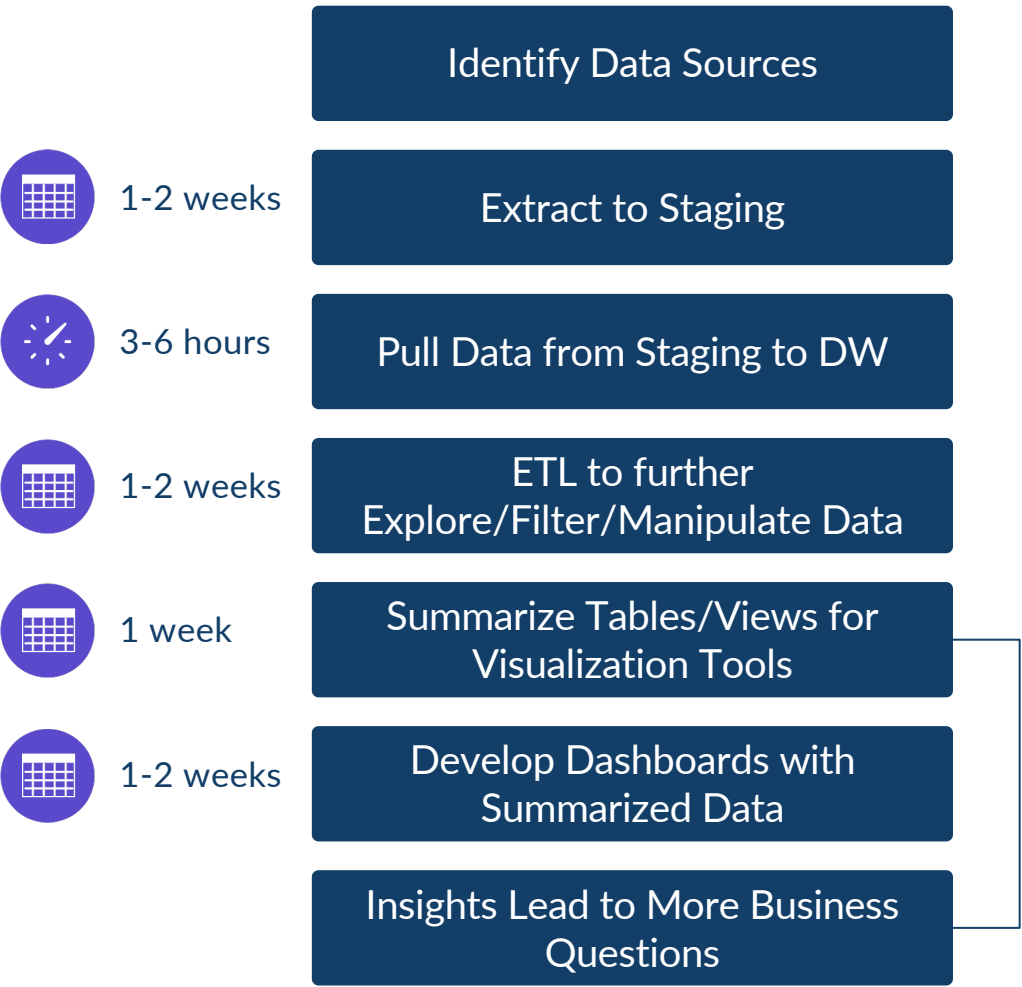 Identify Data Sources
1-2 weeks
Extract to Staging
3-6 hours
Pull Data from Staging to DW
1-2 weeks
ETL to further
Explore/Filter/Manipulate Data
1 week
Summarize Tables/Views for
Visualization Tools
1-2 weeks
Develop Dashboards with
Summarized Data
Insights Lead to More Business
Questions